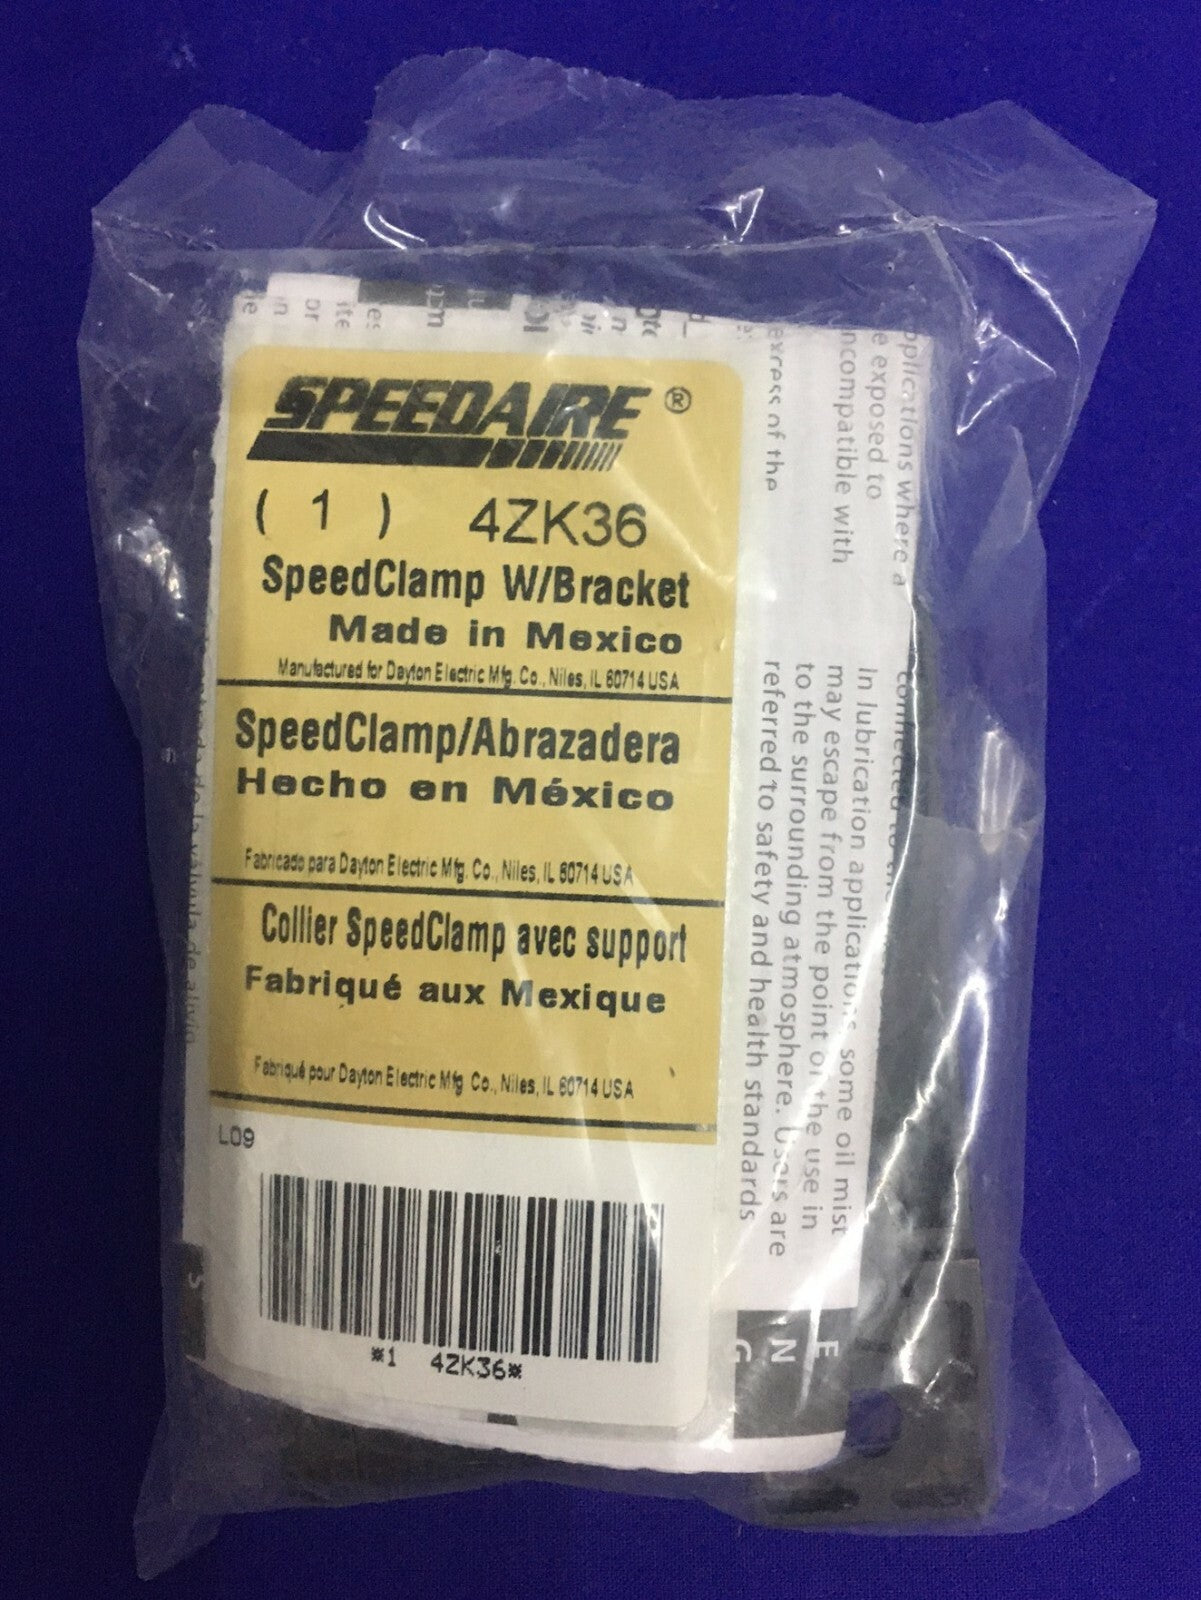 SPEEDAIRE ®
( 1 ) 4ZK36
SpeedClamp W/Bracket
Made in Mexico
Manufactured for Dayton Electric Mfg. Co., Niles, IL 60714 USA
SpeedClamp/Abrazadera
Hecho en México
Fabricado para Dayton Electric Mfg. Co., Niles, IL 60714 USA
Collier SpeedClamp avec support
Fabriqué aux Mexique
Fabriqué pour Dayton Electric Mfg Co., Niles, IL 60714 USA
L09
*1 4ZK36*
applications where a
e exposed to
ncompatible with
excess of the
In lubrication applications, some oil mist
may escape from the point of the use in
to the surrounding atmosphere. Users are
referred to safety and health standards
E
N
G